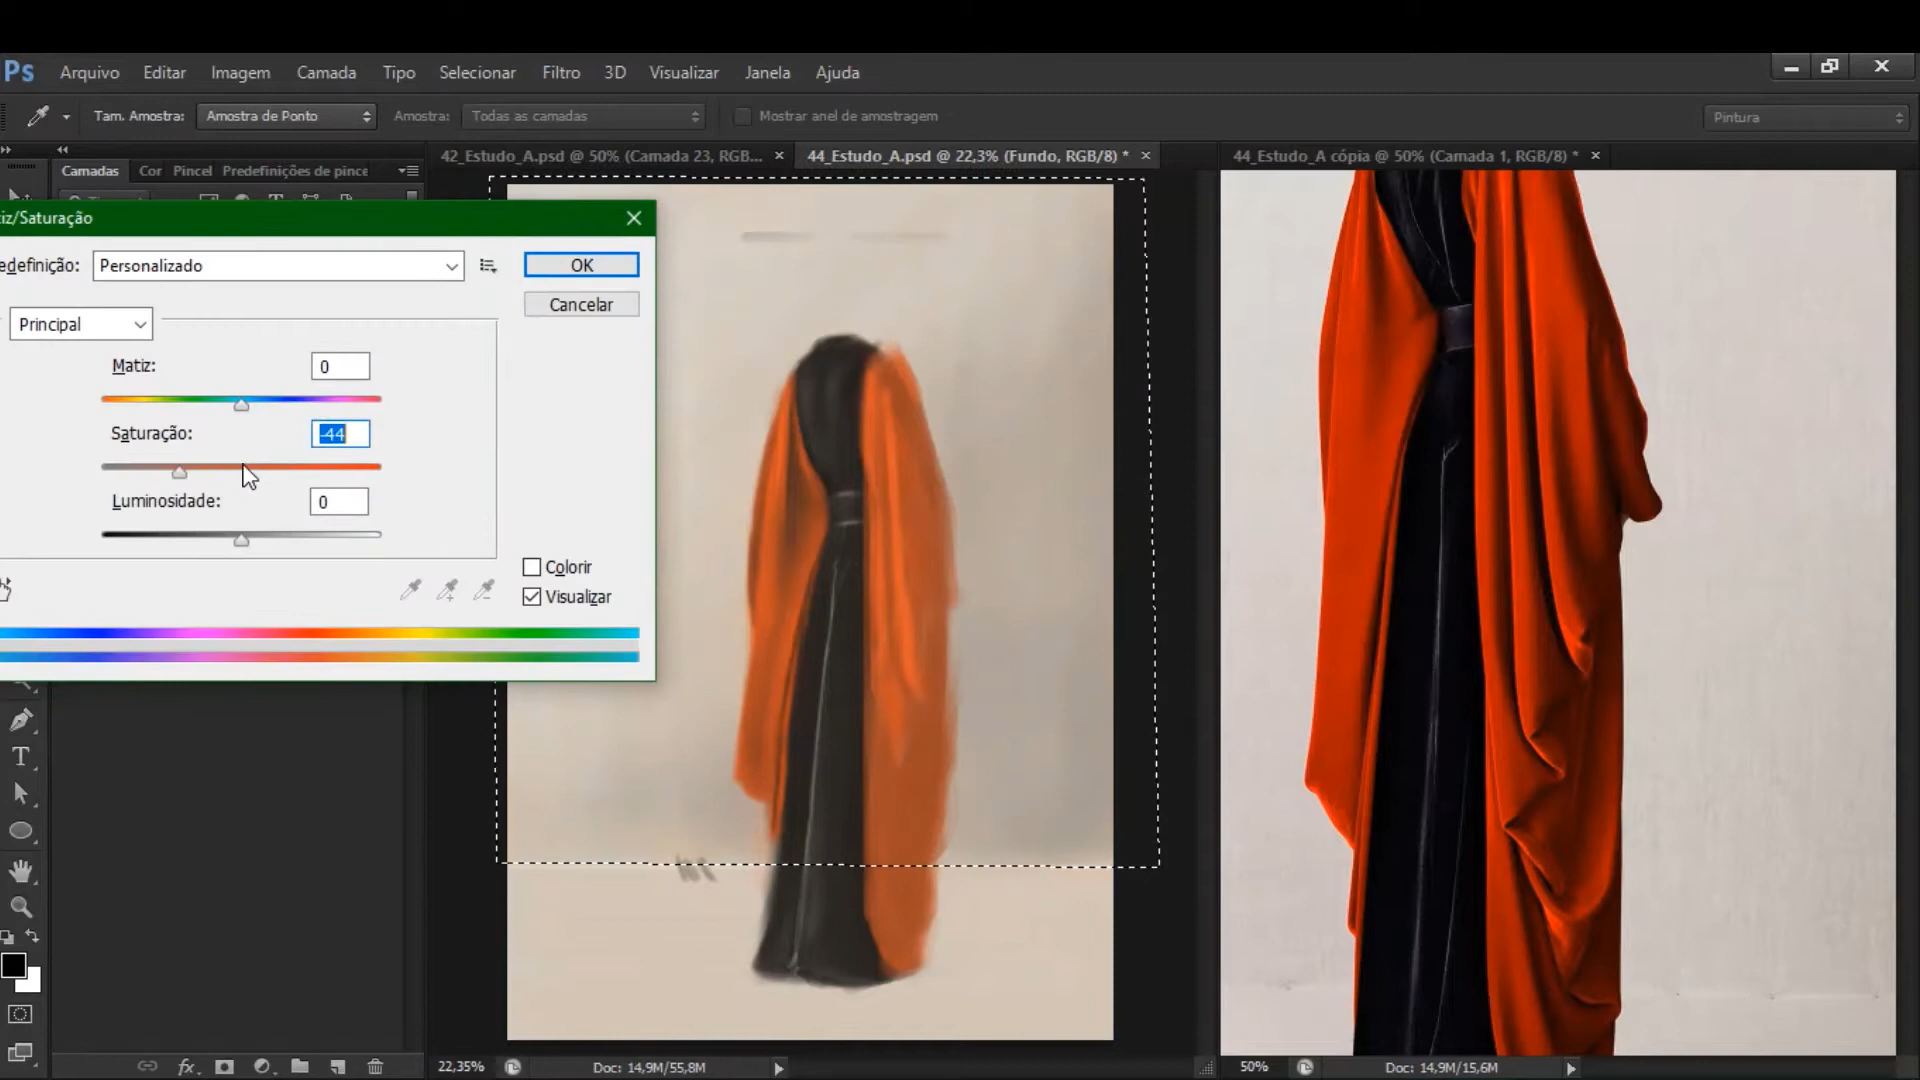 Ps Arquivo Editar Imagem Camada Tipo Selecionar Filtro 3D Visualizar Janela Ajuda
Tam. Amostra: Amostra de Ponto Amostra: Todas as camadas Mostrar anel de amostragem Pintura
Camadas Cor Pincel Predefinições de pince
42_Estudo_A.psd @ 50% (Camada 23, RGB... × 44_Estudo_A.psd @ 22,3% (Fundo, RGB/8) * × 44_Estudo_A cópia @ 50% (Camada 1, RGB/8) * ×
iz/Saturação
edefinição: Personalizado OK
Cancelar
Principal
Matiz: 0
Saturação: -44
Luminosidade: 0
Colorir
Visualizar
T
fx
22,35% Doc: 14,9M/55,8M 50% Doc: 14,9M/15,6M